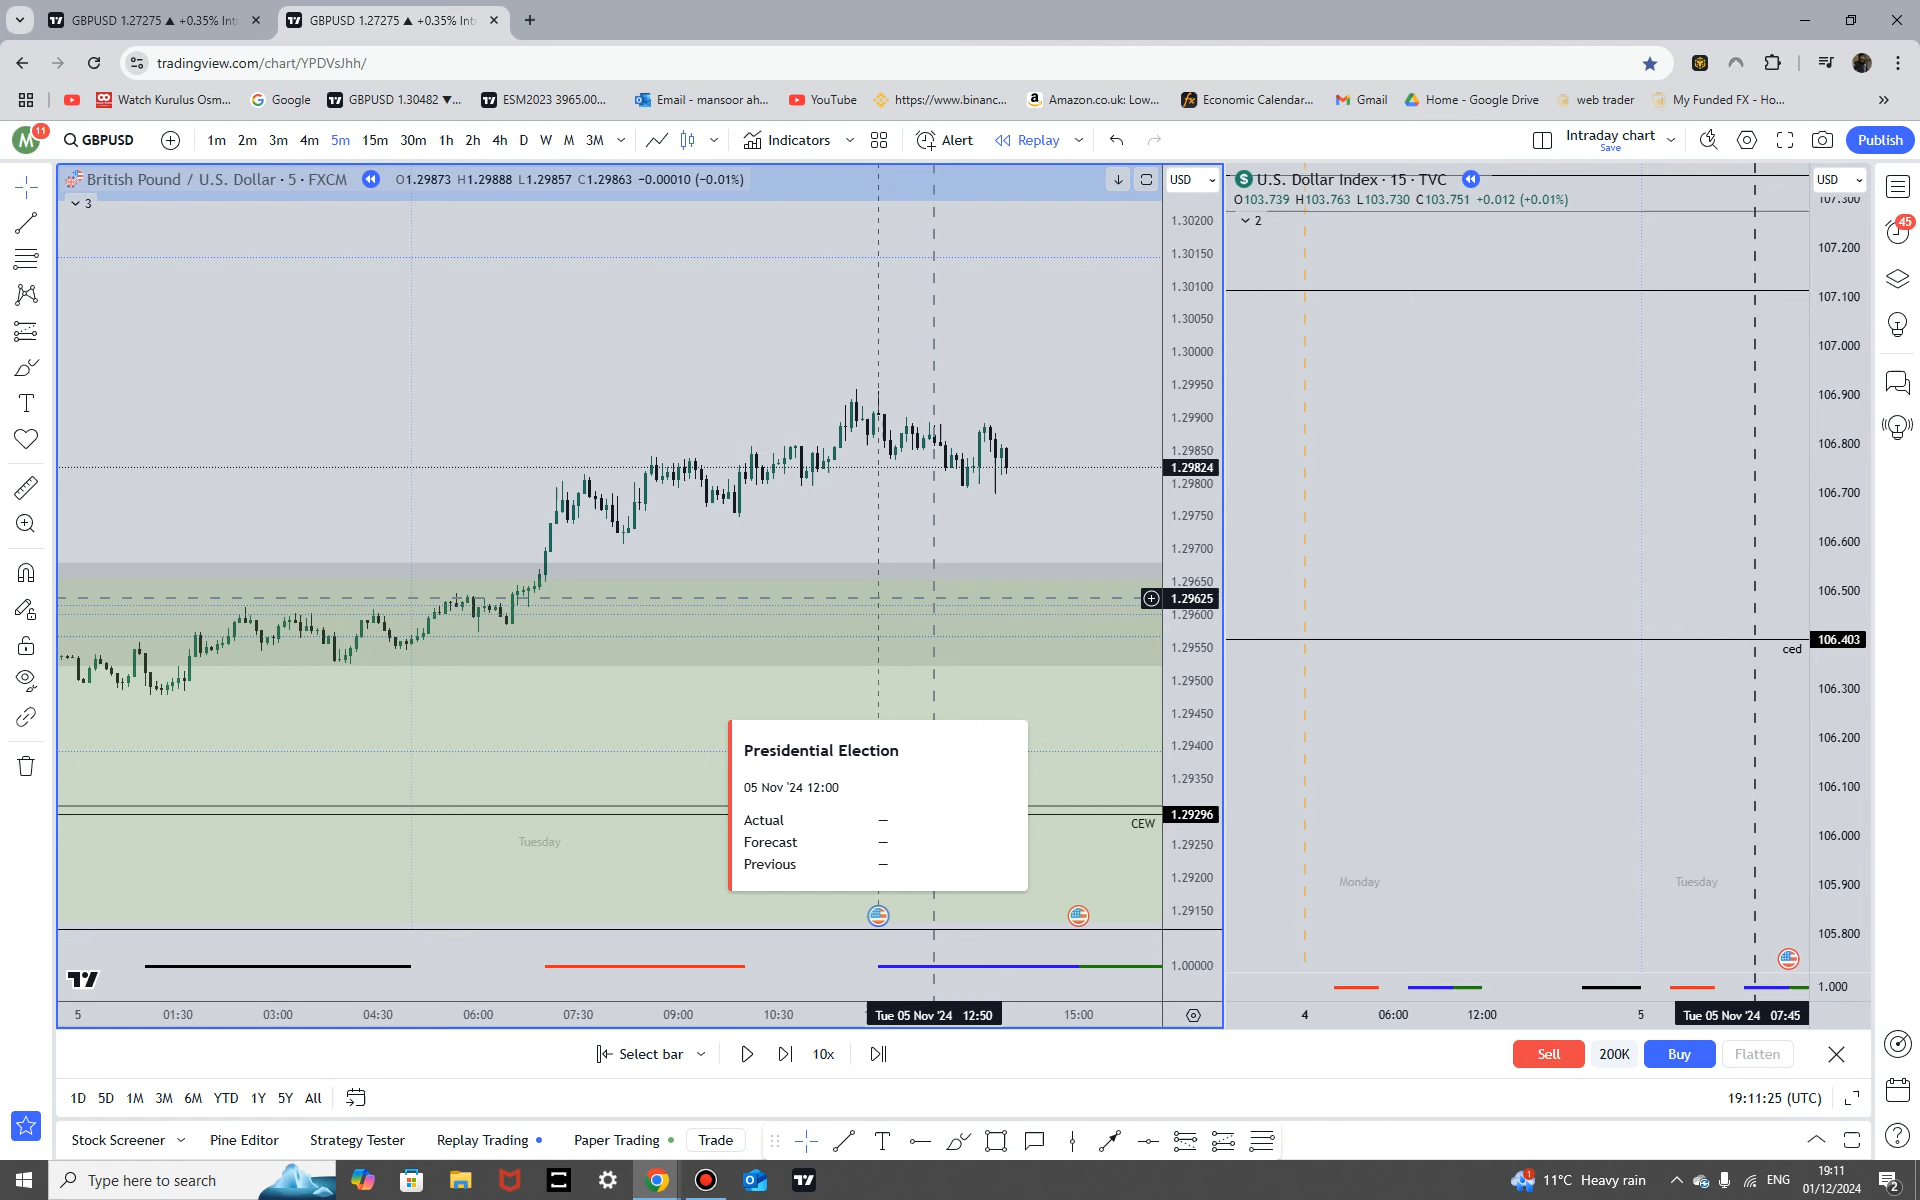 GBPUSD 1.27275 ▲ +0.35% Int
GBPUSD 1.27275 ▲ +0.35% Int
tradingview.com/chart/YPDVsJhh/
Watch Kurulus Osm...
Google
GBPUSD 1.30482 ▼...
ESM2023 3965.00...
Email - mansoor ah...
YouTube
https://www.binanc...
Amazon.co.uk: Low...
Economic Calendar...
Gmail
Home - Google Drive
web trader
My Funded FX - Ho...
M 11
GBPUSD
1m 2m 3m 4m 5m 15m 30m 1h 2h 4h D W M 3M
Indicators
Alert
Replay
Intraday chart
Save
Publish
British Pound / U.S. Dollar · 5 · FXCM
O1.29873 H1.29888 L1.29857 C1.29863 −0.00010 (−0.01%)
3
USD
1.30200
1.30150
1.30100
1.30050
1.30000
1.29950
1.29900
1.29850
1.29824
1.29800
1.29750
1.29700
1.29650
1.29625
1.29600
1.29550
1.29500
1.29450
1.29400
1.29350
1.29296
CEW
1.29250
1.29200
1.29150
1.00000
Tuesday
Presidential Election
05 Nov '24 12:00
Actual —
Forecast —
Previous —
5 01:30 03:00 04:30 06:00 07:30 09:00 10:30 Tue 05 Nov '24 12:50 15:00
U.S. Dollar Index · 15 · TVC
O103.739 H103.763 L103.730 C103.751 +0.012 (+0.01%)
2
USD
107.300
107.200
107.100
107.000
106.900
106.800
106.700
106.600
106.500
106.403
ced
106.300
106.200
106.100
106.000
105.900
105.800
1.000
Monday
Tuesday
4 06:00 12:00 5 Tue 05 Nov '24 07:45
45
Select bar
10x
Sell
200K
Buy
Flatten
1D 5D 1M 3M 6M YTD 1Y 5Y All
19:11:25 (UTC)
Stock Screener
Pine Editor
Strategy Tester
Replay Trading
Paper Trading
Trade
Type here to search
1
11°C Heavy rain
ENG
19:11
01/12/2024
2